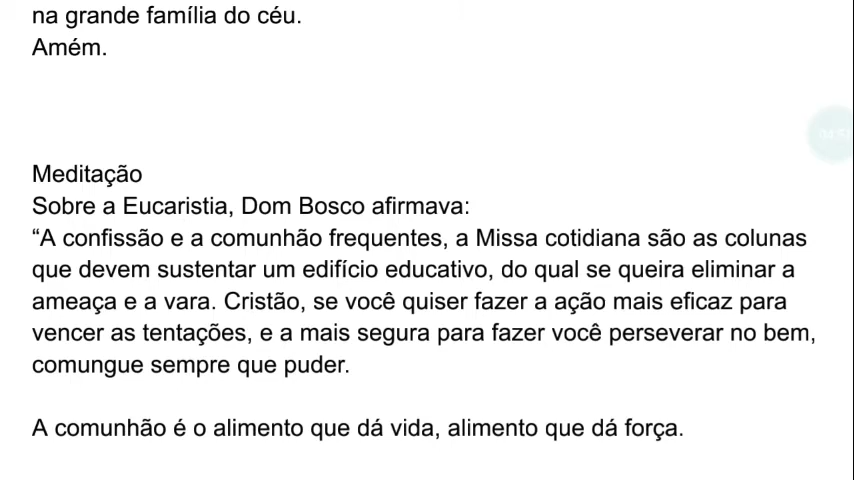 na grande família do céu.
Amém.
Meditação
Sobre a Eucaristia, Dom Bosco afirmava:
“A confissão e a comunhão frequentes, a Missa cotidiana são as colunas
que devem sustentar um edifício educativo, do qual se queira eliminar a
ameaça e a vara. Cristão, se você quiser fazer a ação mais eficaz para
vencer as tentações, e a mais segura para fazer você perseverar no bem,
comungue sempre que puder.
A comunhão é o alimento que dá vida, alimento que dá força.